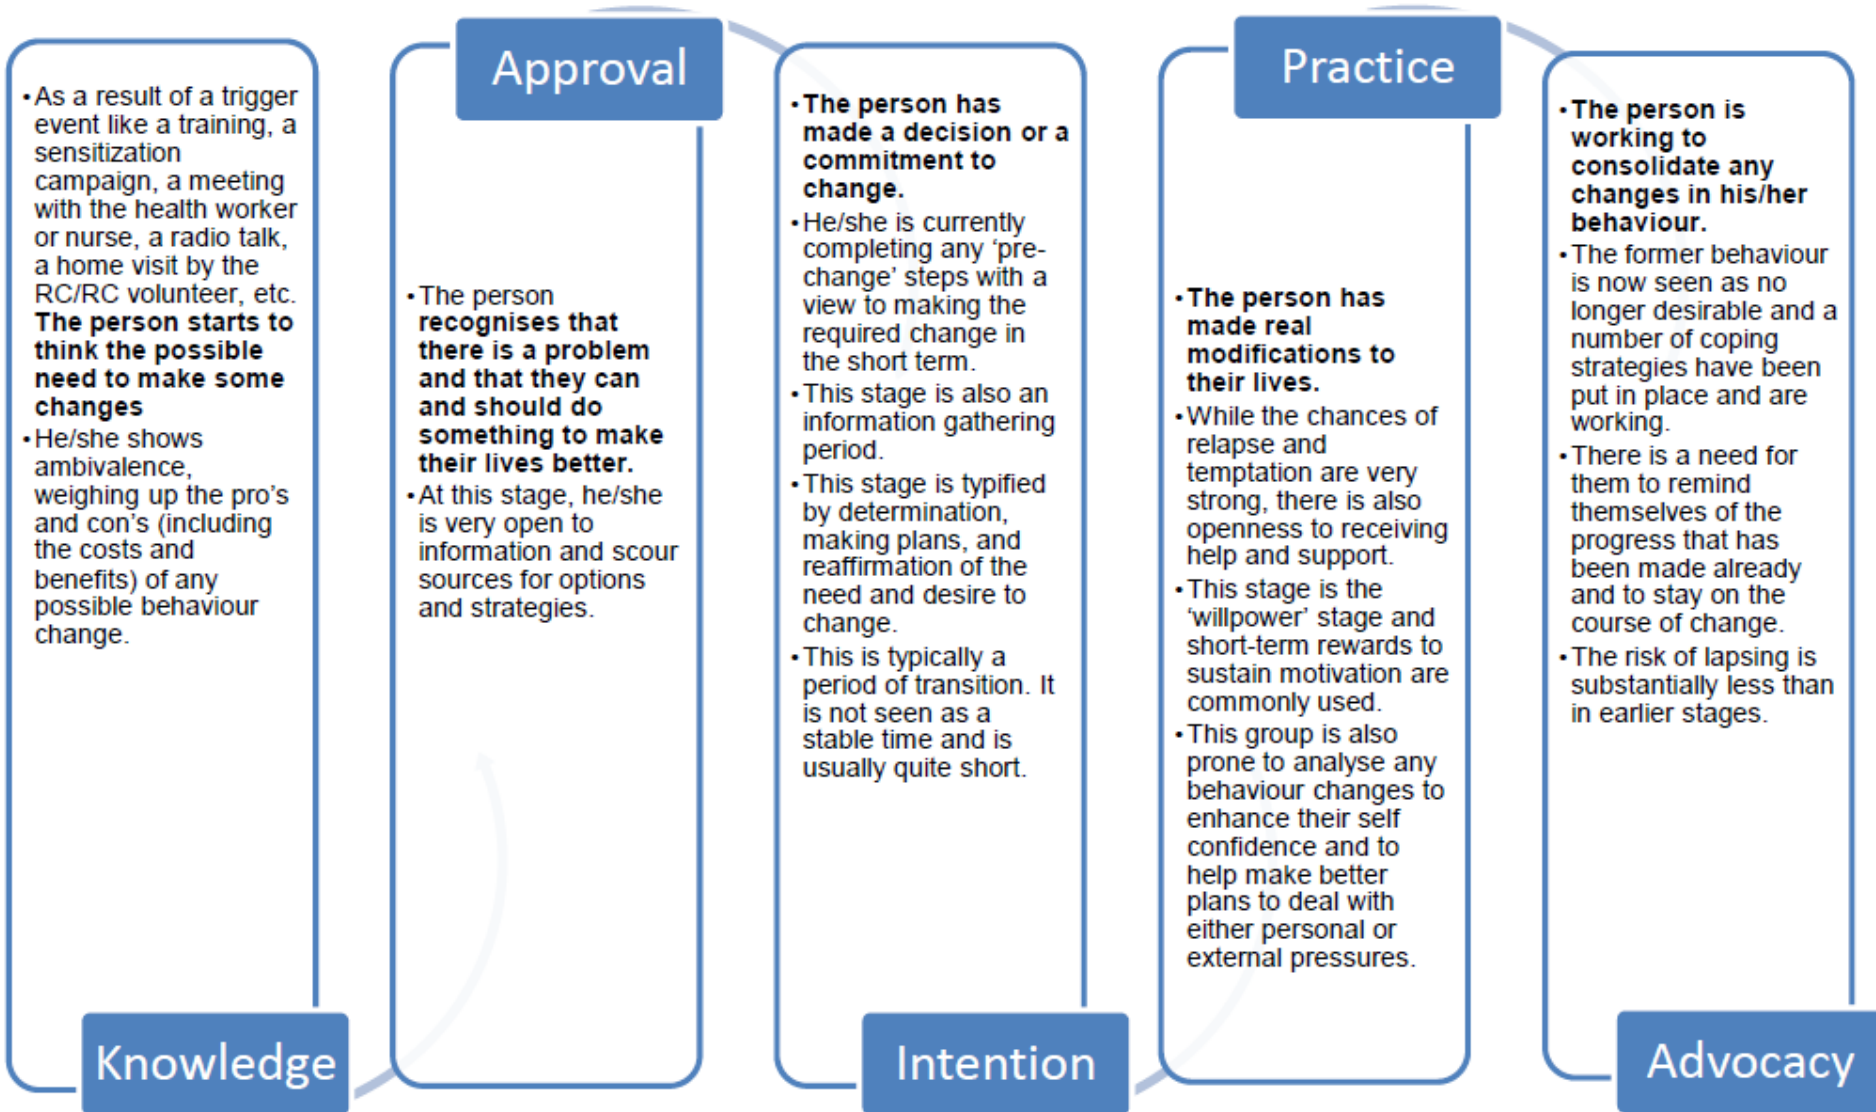 •As a result of a trigger
event like a training, a
sensitization
campaign, a meeting
with the health worker
or nurse, a radio talk,
a home visit by the
RC/RC volunteer, etc.
The person starts to
think the possible
need to make some
changes
•He/she shows
ambivalence,
weighing up the pro's
and con's (including
the costs and
benefits) of any
possible behaviour
change.
Knowledge
Approval
•The person
recognises that
there is a problem
and that they can
and should do
something to make
their lives better.
•At this stage, he/she
is very open to
information and scour
sources for options
and strategies.
•The person has
made a decision or a
commitment to
change.
•He/she is currently
completing any ‘pre-
change’ steps with a
view to making the
required change in
the short term.
•This stage is also an
information gathering
period.
•This stage is typified
by determination,
making plans, and
reaffirmation of the
need and desire to
change.
•This is typically a
period of transition. It
is not seen as a
stable time and is
usually quite short.
Intention
Practice
•The person has
made real
modifications to
their lives.
•While the chances of
relapse and
temptation are very
strong, there is also
openness to receiving
help and support.
•This stage is the
‘willpower’ stage and
short-term rewards to
sustain motivation are
commonly used.
•This group is also
prone to analyse any
behaviour changes to
enhance their self
confidence and to
help make better
plans to deal with
either personal or
external pressures.
•The person is
working to
consolidate any
changes in his/her
behaviour.
•The former behaviour
is now seen as no
longer desirable and a
number of coping
strategies have been
put in place and are
working.
•There is a need for
them to remind
themselves of the
progress that has
been made already
and to stay on the
course of change.
•The risk of lapsing is
substantially less than
in earlier stages.
Advocacy